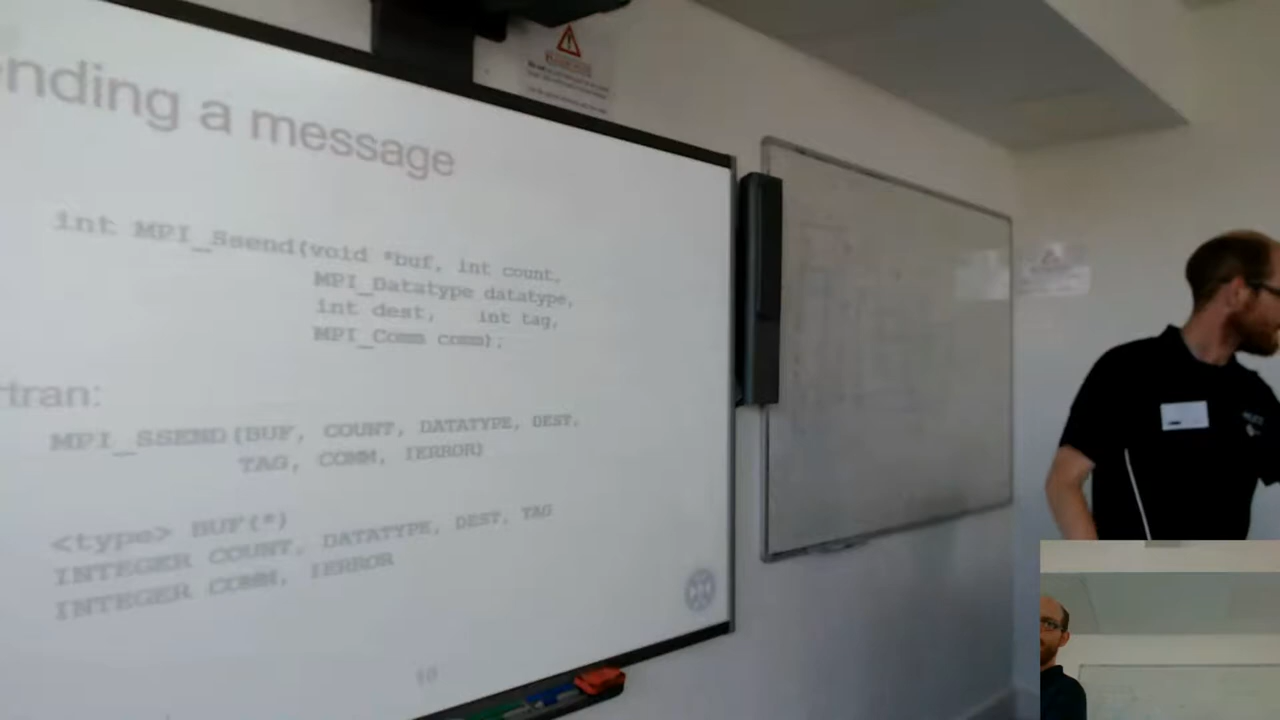 nding a message
int MPI_Ssend(void *buf, int count,
MPI_Datatype datatype,
int dest, int tag,
MPI_Comm comm);
rtran:
MPI_SSEND(BUF, COUNT, DATATYPE, DEST,
TAG, COMM, IERROR)
<type> BUF(*)
INTEGER COUNT, DATATYPE, DEST, TAG
INTEGER COMM, IERROR
10